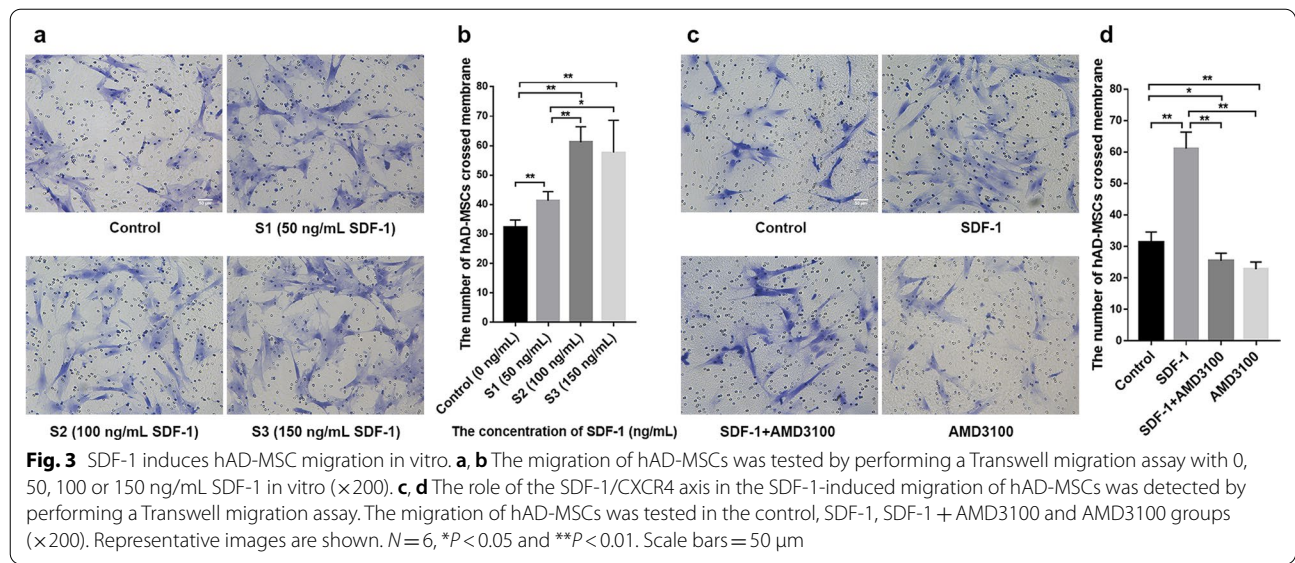 a
b
c
d
Control
S1 (50 ng/mL SDF-1)
S2 (100 ng/mL SDF-1)
S3 (150 ng/mL SDF-1)
The number of hAD-MSCs crossed membrane
80
70
60
50
40
30
20
10
0
**
**
*
**
**
Control (0 ng/mL)
S1 (50 ng/mL)
S2 (100 ng/mL)
S3 (150 ng/mL)
The concentration of SDF-1 (ng/mL)
Control
SDF-1
SDF-1+AMD3100
AMD3100
The number of hAD-MSCs crossed membrane
80
70
60
50
40
30
20
10
0
**
*
**
**
**
Control
SDF-1
SDF-1+AMD3100
AMD3100
Fig. 3 SDF-1 induces hAD-MSC migration in vitro. a, b The migration of hAD-MSCs was tested by performing a Transwell migration assay with 0,
50, 100 or 150 ng/mL SDF-1 in vitro (×200). c, d The role of the SDF-1/CXCR4 axis in the SDF-1-induced migration of hAD-MSCs was detected by
performing a Transwell migration assay. The migration of hAD-MSCs was tested in the control, SDF-1, SDF-1 + AMD3100 and AMD3100 groups
(×200). Representative images are shown. N = 6, *P < 0.05 and **P < 0.01. Scale bars = 50 μm